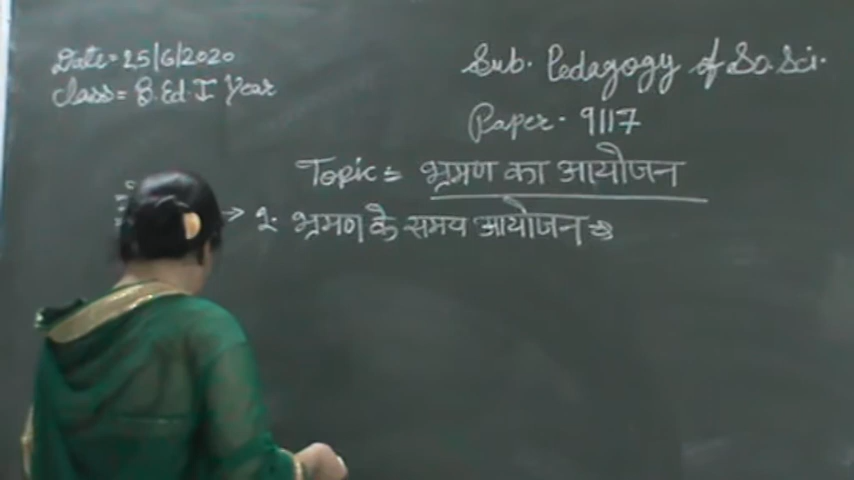 Date = 25/6/2020
Class = B.Ed. I Year
Sub. Pedagogy of So.Sci.
Paper - 9117
Topic = भ्रमण का आयोजन
→ 2. भ्रमण के समय आयोजन